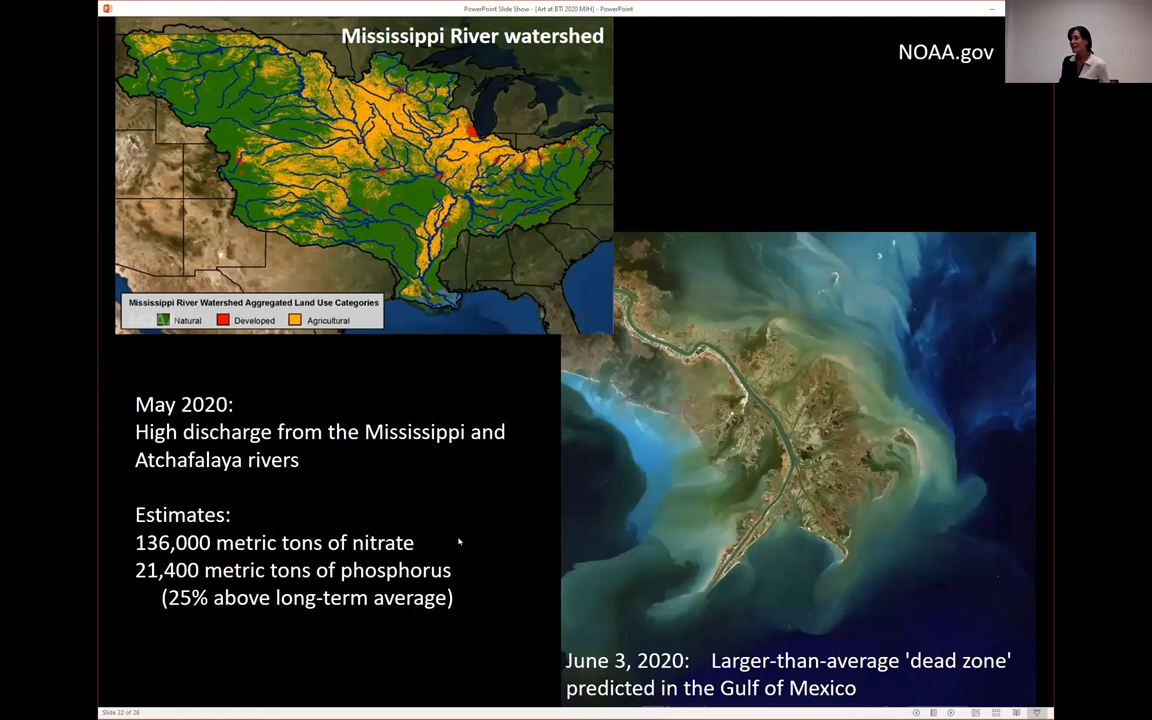 PowerPoint Slide Show - [Art at BTI 2020 MJH] - PowerPoint
Mississippi River watershed
NOAA.gov
Mississippi River Watershed Aggregated Land Use Categories
Natural Developed Agricultural
May 2020:
High discharge from the Mississippi and
Atchafalaya rivers
Estimates:
136,000 metric tons of nitrate
21,400 metric tons of phosphorus
(25% above long-term average)
June 3, 2020: Larger-than-average 'dead zone'
predicted in the Gulf of Mexico
Slide 22 of 26